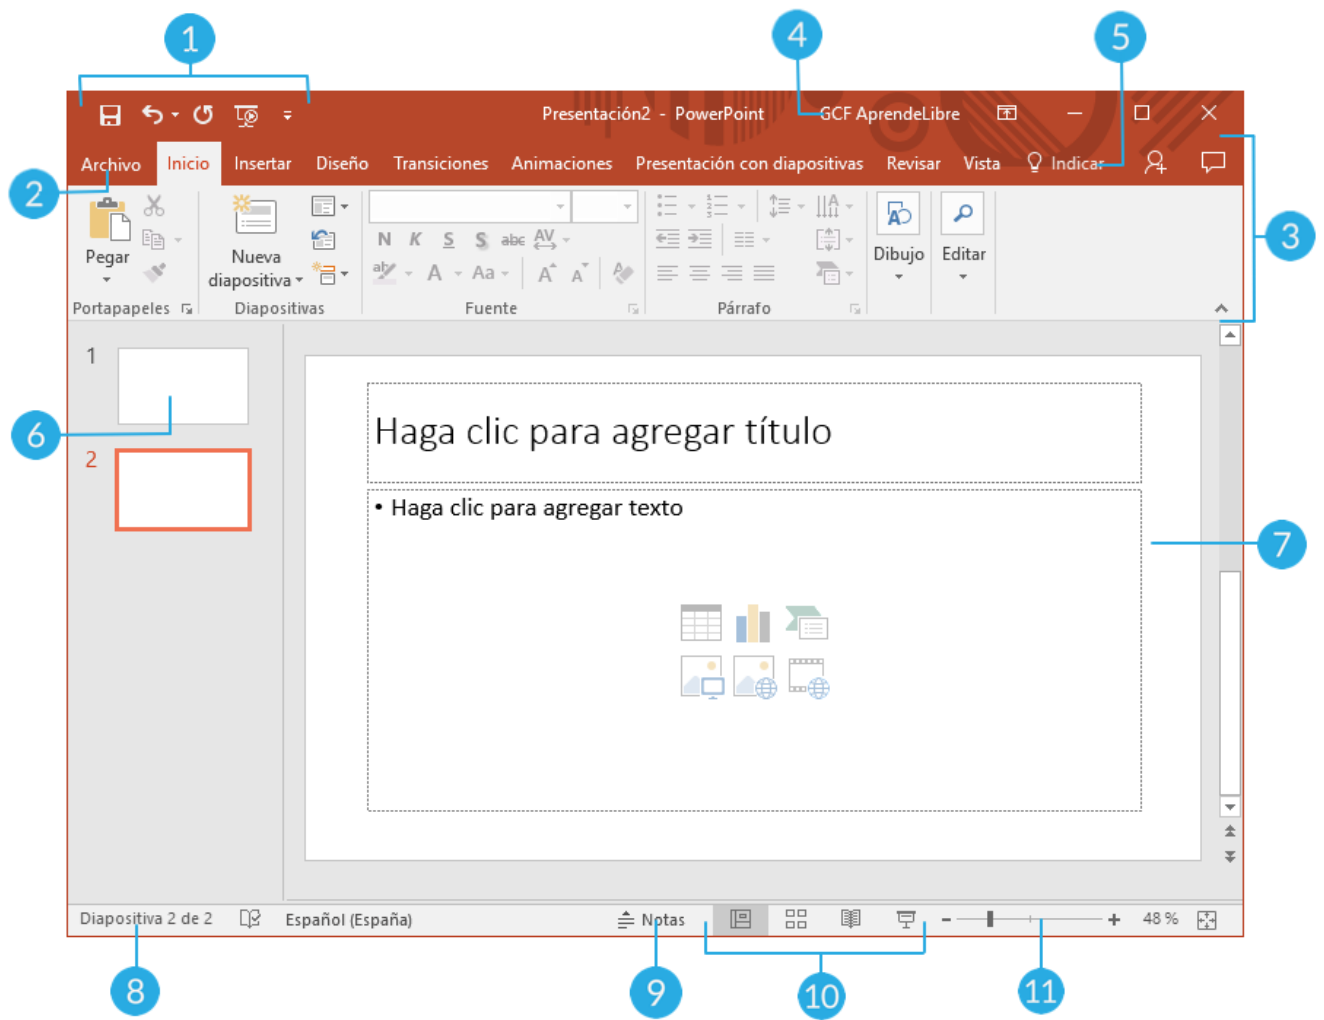 1
4
5
Presentación2 - PowerPoint
GCF AprendeLibre
Archivo
Inicio
Insertar
Diseño
Transiciones
Animaciones
Presentación con diapositivas
Revisar
Vista
Indicar
2
3
Pegar
Nueva
diapositiva
N K S S abc AV
A Aa A A
Dibujo
Editar
Portapapeles
Diapositivas
Fuente
Párrafo
1
6
2
Haga clic para agregar título
• Haga clic para agregar texto
7
Diapositiva 2 de 2
Español (España)
Notas
48 %
8
9
10
11